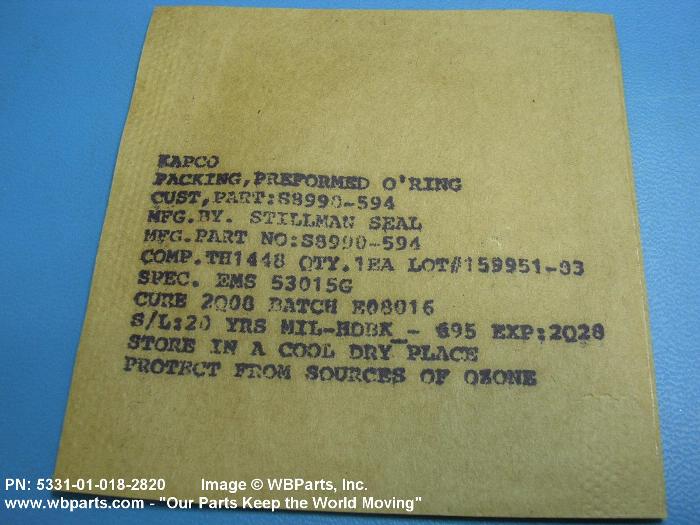 KAPCO
PACKING,PREFORMED O'RING
CUST,PART:S8990-594
MFG.BY. STILLMAN SEAL
MFG.PART NO:S8990-594
COMP.TH1448 QTY.1EA LOT#159951-03
SPEC. EMS 53015G
CURE 2Q08 BATCH E08016
S/L:20 YRS MIL-HDBK_- 695 EXP:2Q28
STORE IN A COOL DRY PLACE
PROTECT FROM SOURCES OF OZONE
PN: 5331-01-018-2820 Image © WBParts, Inc.
www.wbparts.com - "Our Parts Keep the World Moving"